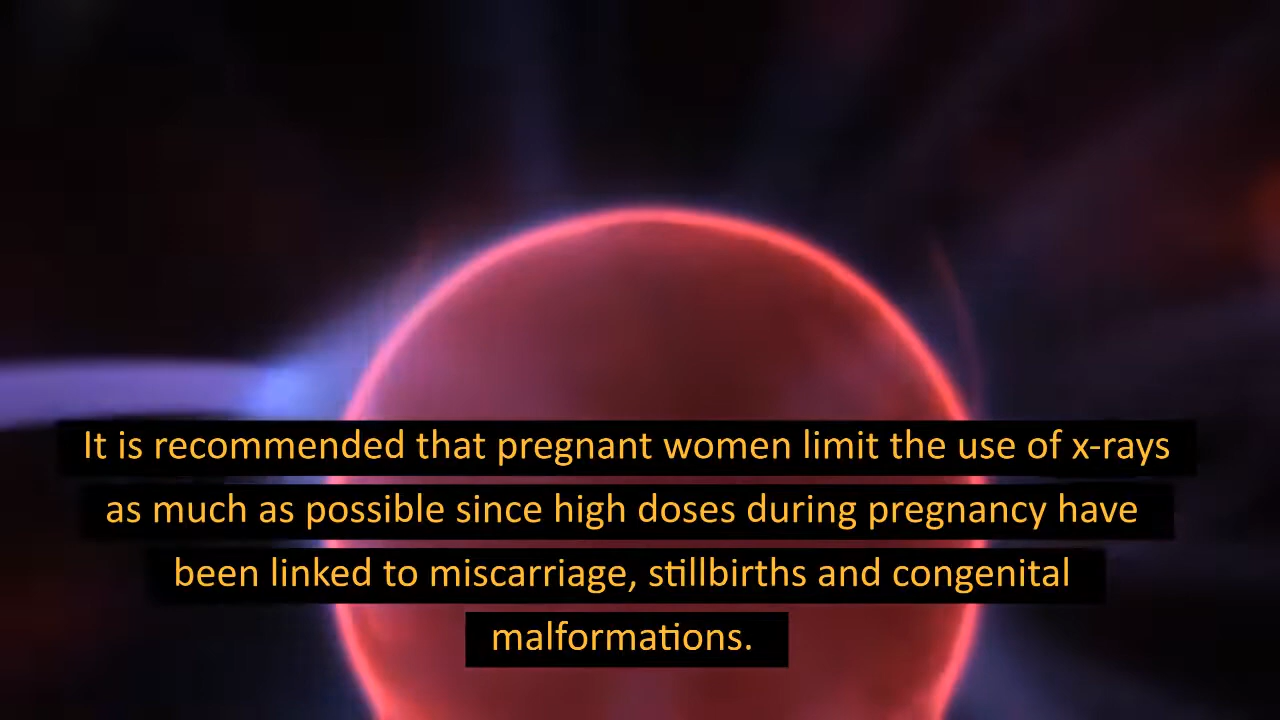 It is recommended that pregnant women limit the use of x-rays
as much as possible since high doses during pregnancy have
been linked to miscarriage, stillbirths and congenital
malformations.